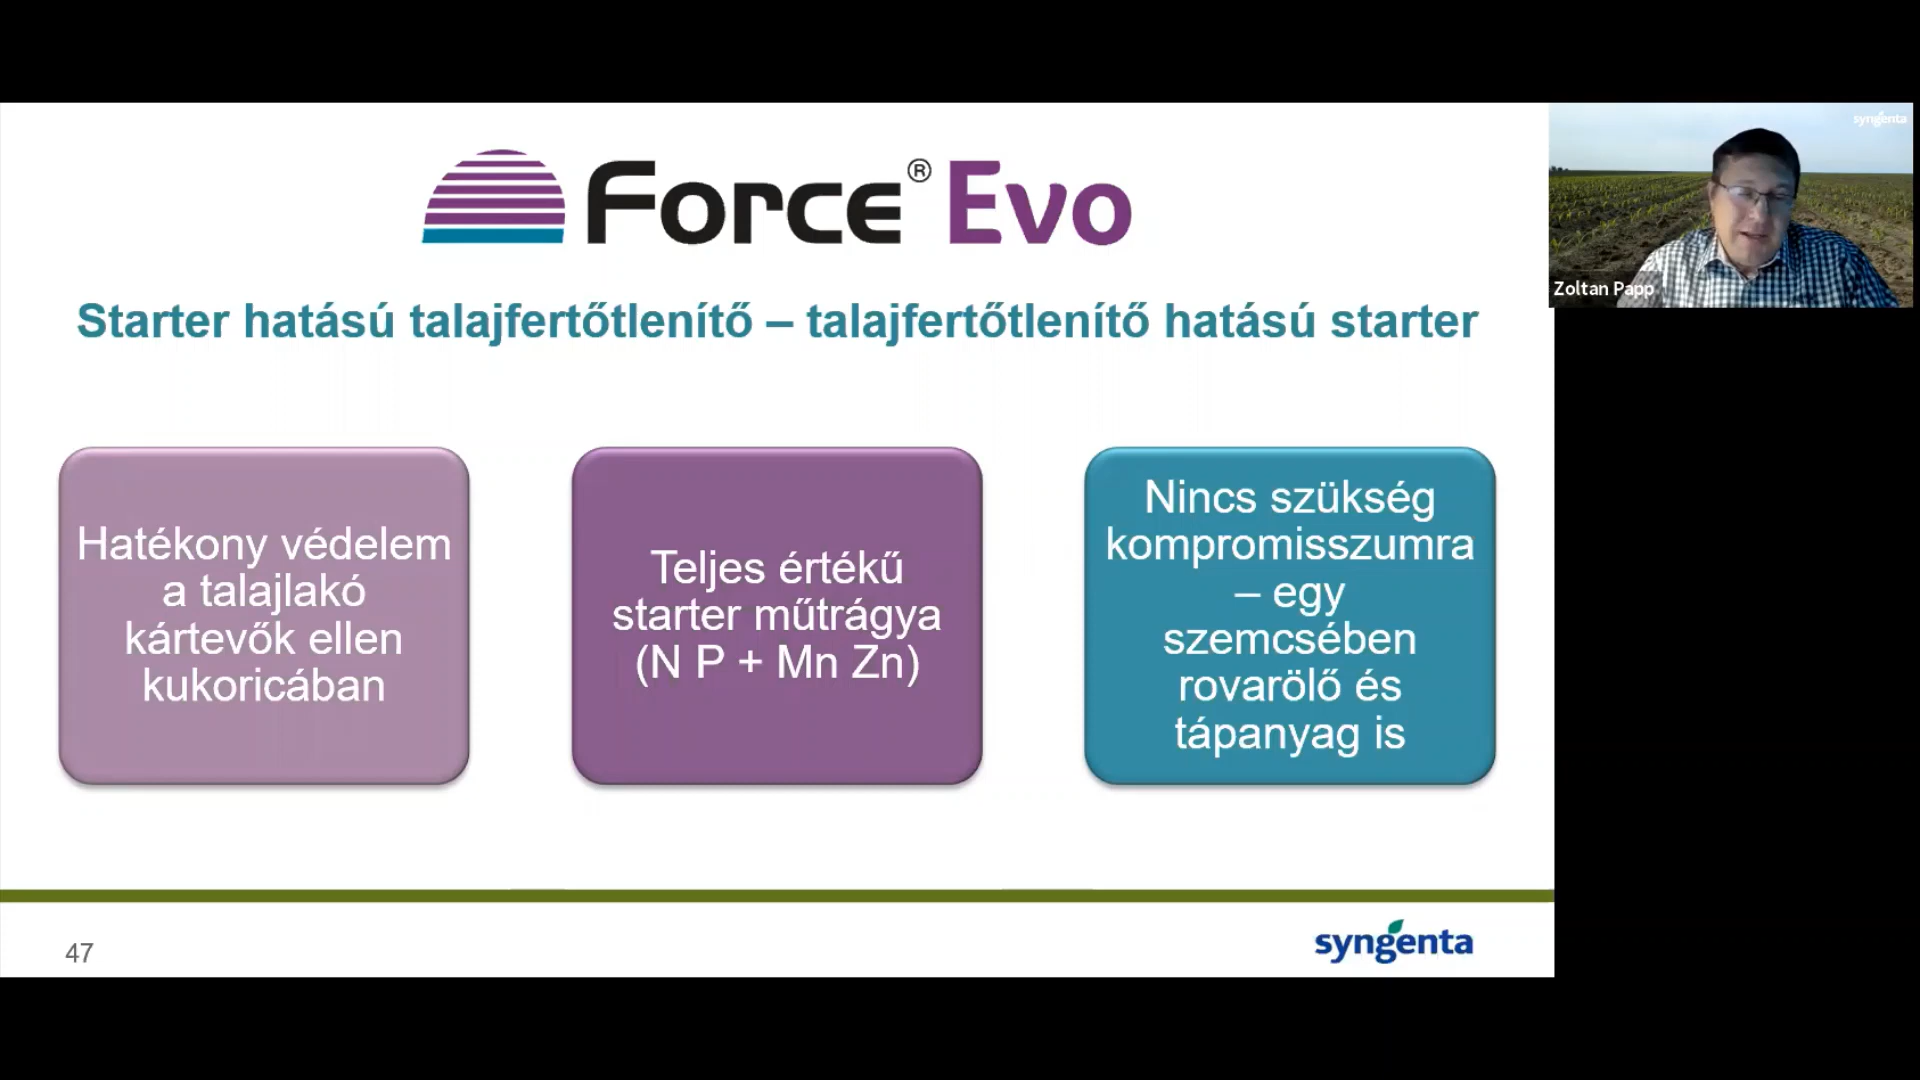 Force® Evo
Starter hatású talajfertőtlenítő – talajfertőtlenítő hatású starter
Hatékony védelem
a talajlakó
kártevők ellen
kukoricában
Teljes értékű
starter műtrágya
(N P + Mn Zn)
Nincs szükség
kompromisszumra
– egy
szemcsében
rovarölő és
tápanyag is
47
syngenta
syngenta
Zoltan Papp